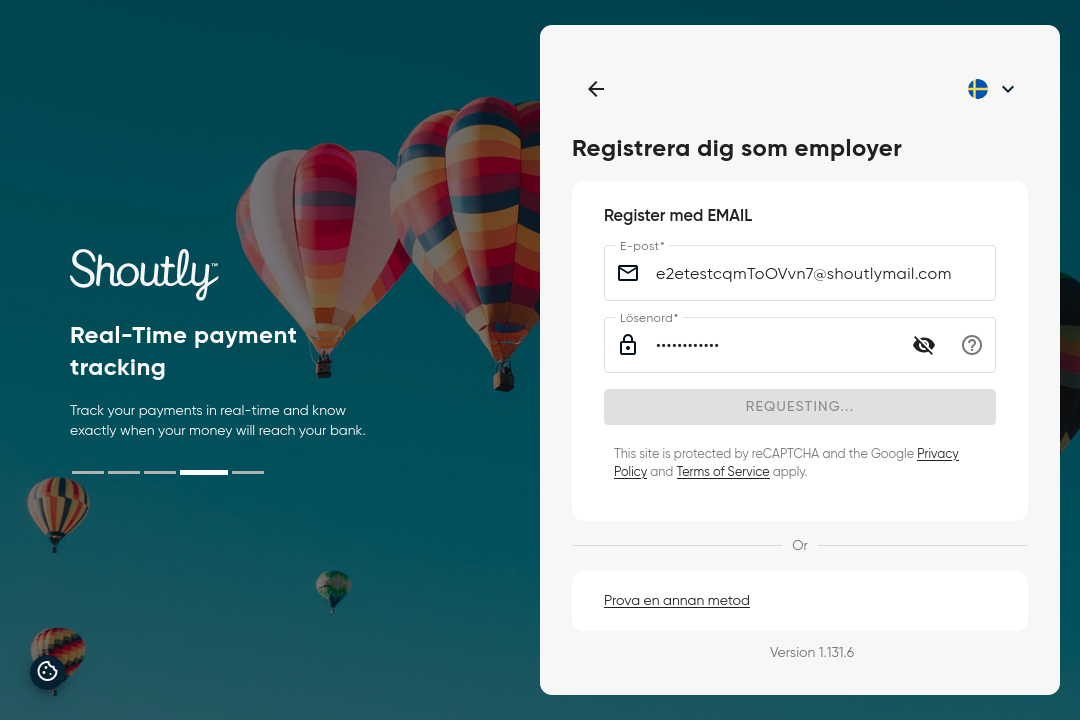 Shoutly™
Real-Time payment
tracking
Track your payments in real-time and know
exactly when your money will reach your bank.
Registrera dig som employer
Register med EMAIL
E-post*
e2etestcqmToOVvn7@shoutlymail.com
Lösenord*
••••••••••••
REQUESTING...
This site is protected by reCAPTCHA and the Google Privacy
Policy and Terms of Service apply.
Or
Prova en annan metod
Version 1.131.6